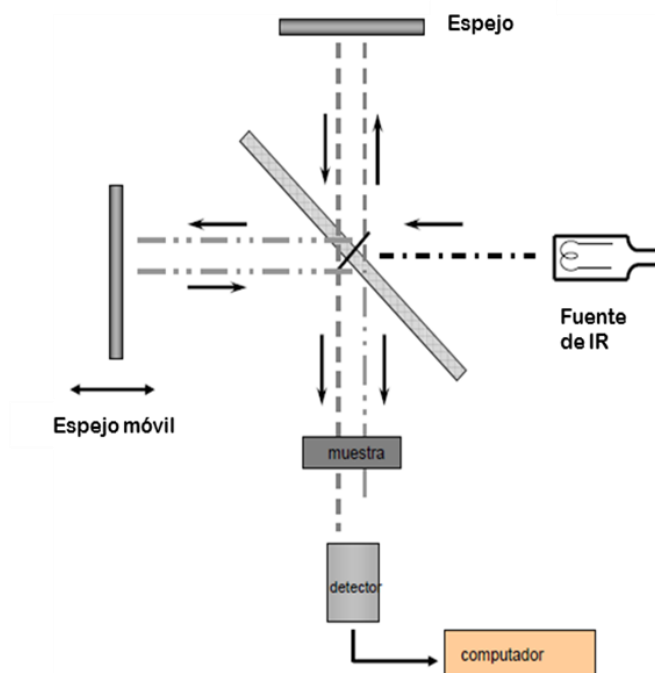 Espejo
Fuente
de IR
Espejo móvil
muestra
detector
computador